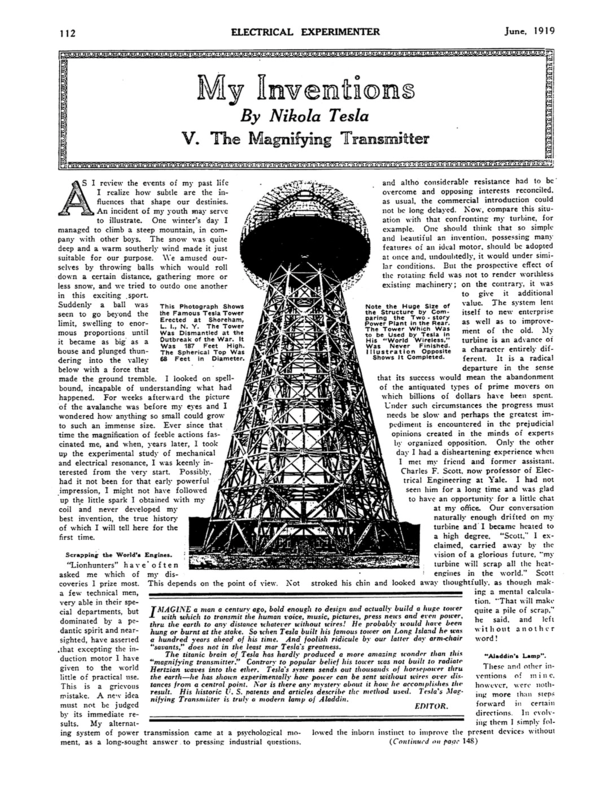 112
ELECTRICAL EXPERIMENTER
June, 1919
My Inventions
By Nikola Tesla
V. The Magnifying Transmitter
AS I review the events of my past life
I realize how subtle are the in-
fluences that shape our destinies.
An incident of my youth may serve
to illustrate. One winter's day I
managed to climb a steep mountain, in com-
pany with other boys. The snow was quite
deep and a warm southerly wind made it just
suitable for our purpose. We amused our-
selves by throwing balls which would roll
down a certain distance, gathering more or
less snow, and we tried to outdo one another
in this exciting sport.
Suddenly a ball was
seen to go beyond the
limit, swelling to enor-
mous proportions until
it became as big as a
house and plunged thun-
dering into the valley
below with a force that
made the ground tremble. I looked on spell-
bound, incapable of understanding what had
happened. For weeks afterward the picture
of the avalanche was before my eyes and I
wondered how anything so small could grow
to such an immense size. Ever since that
time the magnification of feeble actions fas-
cinated me, and when, years later, I took
up the experimental study of mechanical
and electrical resonance, I was keenly in-
terested from the very start. Possibly,
had it not been for that early powerful
impression, I might not have followed
up the little spark I obtained with my
coil and never developed my
best invention, the true history
of which I will tell here for the
first time.
Scrapping the World's Engines.
"Lionhunters" have often
asked me which of my dis-
coveries I prize most. This depends on the point of view. Not
a few technical men,
very able in their spe-
cial departments, but
dominated by a pe-
dantic spirit and near-
sighted, have asserted
that excepting the in-
duction motor I have
given to the world
little of practical use.
This is a grievous
mistake. A new idea
must not be judged
by its immediate re-
sults. My alternat-
ing system of power transmission came at a psychological mo-
ment, as a long-sought answer to pressing industrial questions,
This Photograph Shows
the Famous Tesla Tower
Erected at Shoreham,
L. I., N. Y. The Tower
Was Dismantled at the
Outbreak of the War. It
Was 187 Feet High.
The Spherical Top Was
68 Feet in Diameter.
Note the Huge Size of
the Structure by Com-
paring the Two-story
Power Plant in the Rear.
The Tower Which Was
to be Used by Tesla in
His "World Wireless,"
Was Never Finished.
Illustration Opposite
Shows It Completed.
and altho considerable resistance had to be
overcome and opposing interests reconciled,
as usual, the commercial introduction could
not be long delayed. Now, compare this situ-
ation with that confronting my turbine, for
example. One should think that so simple
and beautiful an invention, possessing many
features of an ideal motor, should be adopted
at once and, undoubtedly, it would under simi-
lar conditions. But the prospective effect of
the rotating field was not to render worthless
existing machinery; on the contrary, it was
to give it additional
value. The system lent
itself to new enterprise
as well as to improve-
ment of the old. My
turbine is an advance of
a character entirely dif-
ferent. It is a radical
departure in the sense
that its success would mean the abandonment
of the antiquated types of prime movers on
which billions of dollars have been spent.
Under such circumstances the progress must
needs be slow and perhaps the greatest im-
pediment is encountered in the prejudicial
opinions created in the minds of experts
by organized opposition. Only the other
day I had a disheartening experience when
I met my friend and former assistant,
Charles F. Scott, now professor of Elec-
trical Engineering at Yale. I had not
seen him for a long time and was glad
to have an opportunity for a little chat
at my office. Our conversation
naturally enough drifted on my
turbine and I became heated to
a high degree. "Scott," I ex-
claimed, carried away by the
vision of a glorious future, "my
turbine will scrap all the heat-
engines in the world." Scott
stroked his chin and looked away thoughtfully, as though mak-
ing a mental calcula-
tion. "That will make
quite a pile of scrap,"
he said, and left
without another
word!
"Aladdin's Lamp".
These and other in-
ventions of mine,
however, were noth-
ing more than steps
forward in certain
directions. In evolv-
ing them I simply fol-
lowed the inborn instinct to improve the present devices without
(Continued on page 148)
IMAGINE a man a century ago, bold enough to design and actually build a huge tower
with which to transmit the human voice, music, pictures, press news and even power,
thru the earth to any distance whatever without wires! He probably would have been
hung or burnt at the stake. So when Tesla built his famous tower on Long Island he was
a hundred years ahead of his time. And foolish ridicule by our latter day arm-chair
"savants," does not in the least mar Tesla's greatness.
The titanic brain of Tesla has hardly produced a more amazing wonder than this
"magnifying transmitter." Contrary to popular belief his tower was not built to radiate
Hertzian waves into the ether. Tesla's system sends out thousands of horsepower thru
the earth—he has shown experimentally how power can be sent without wires over dis-
tances from a central point. Nor is there any mystery about it how he accomplishes the
result. His historic U. S. patents and articles describe the method used. Tesla's Mag-
nifying Transmitter is truly a modern lamp of Aladdin.
EDITOR.